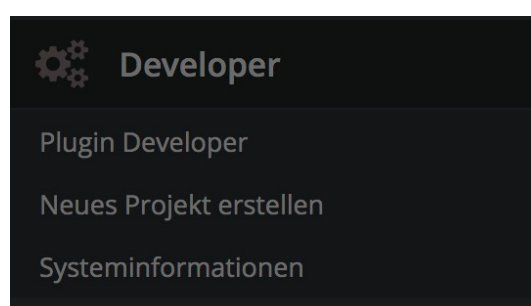 Developer
Plugin Developer
Neues Projekt erstellen
Systeminformationen